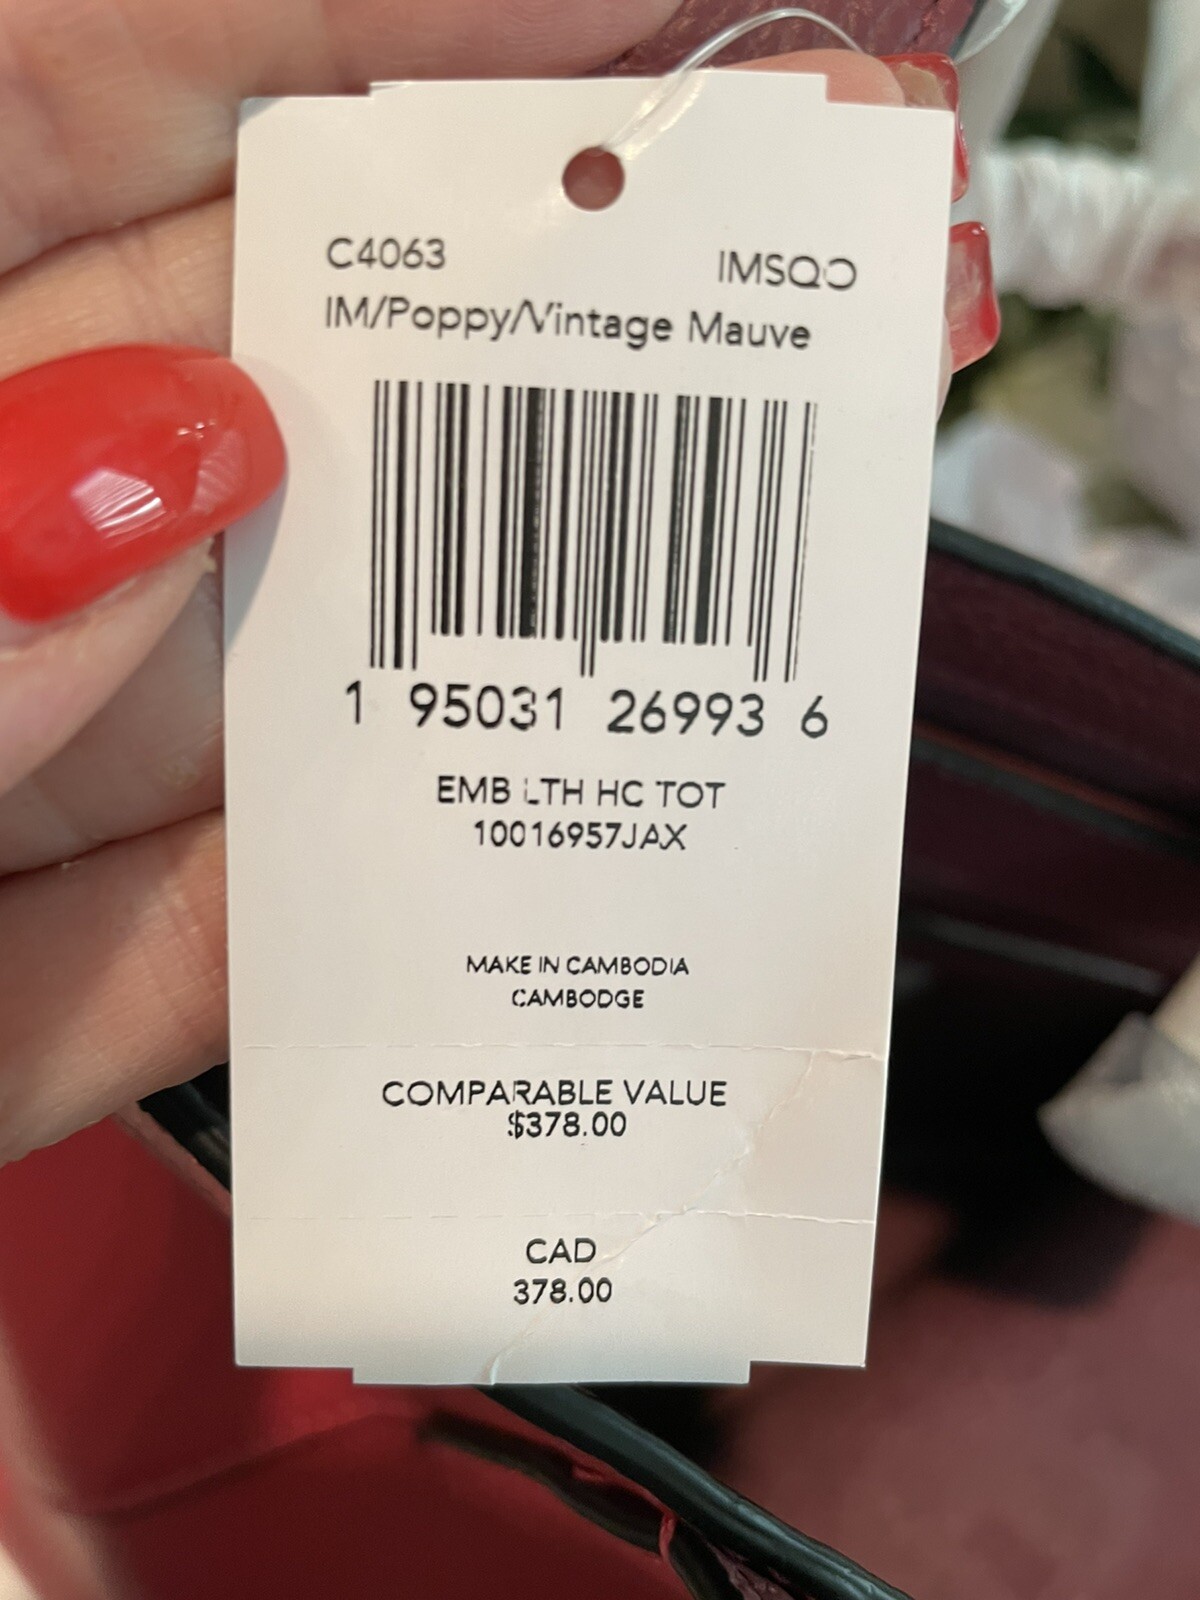 C4063 IMSQO
IM/Poppy/Vintage Mauve
1 95031 26993 6
EMB LTH HC TOT
10016957JAX
MAKE IN CAMBODIA
CAMBODGE
COMPARABLE VALUE
$378.00
CAD
378.00